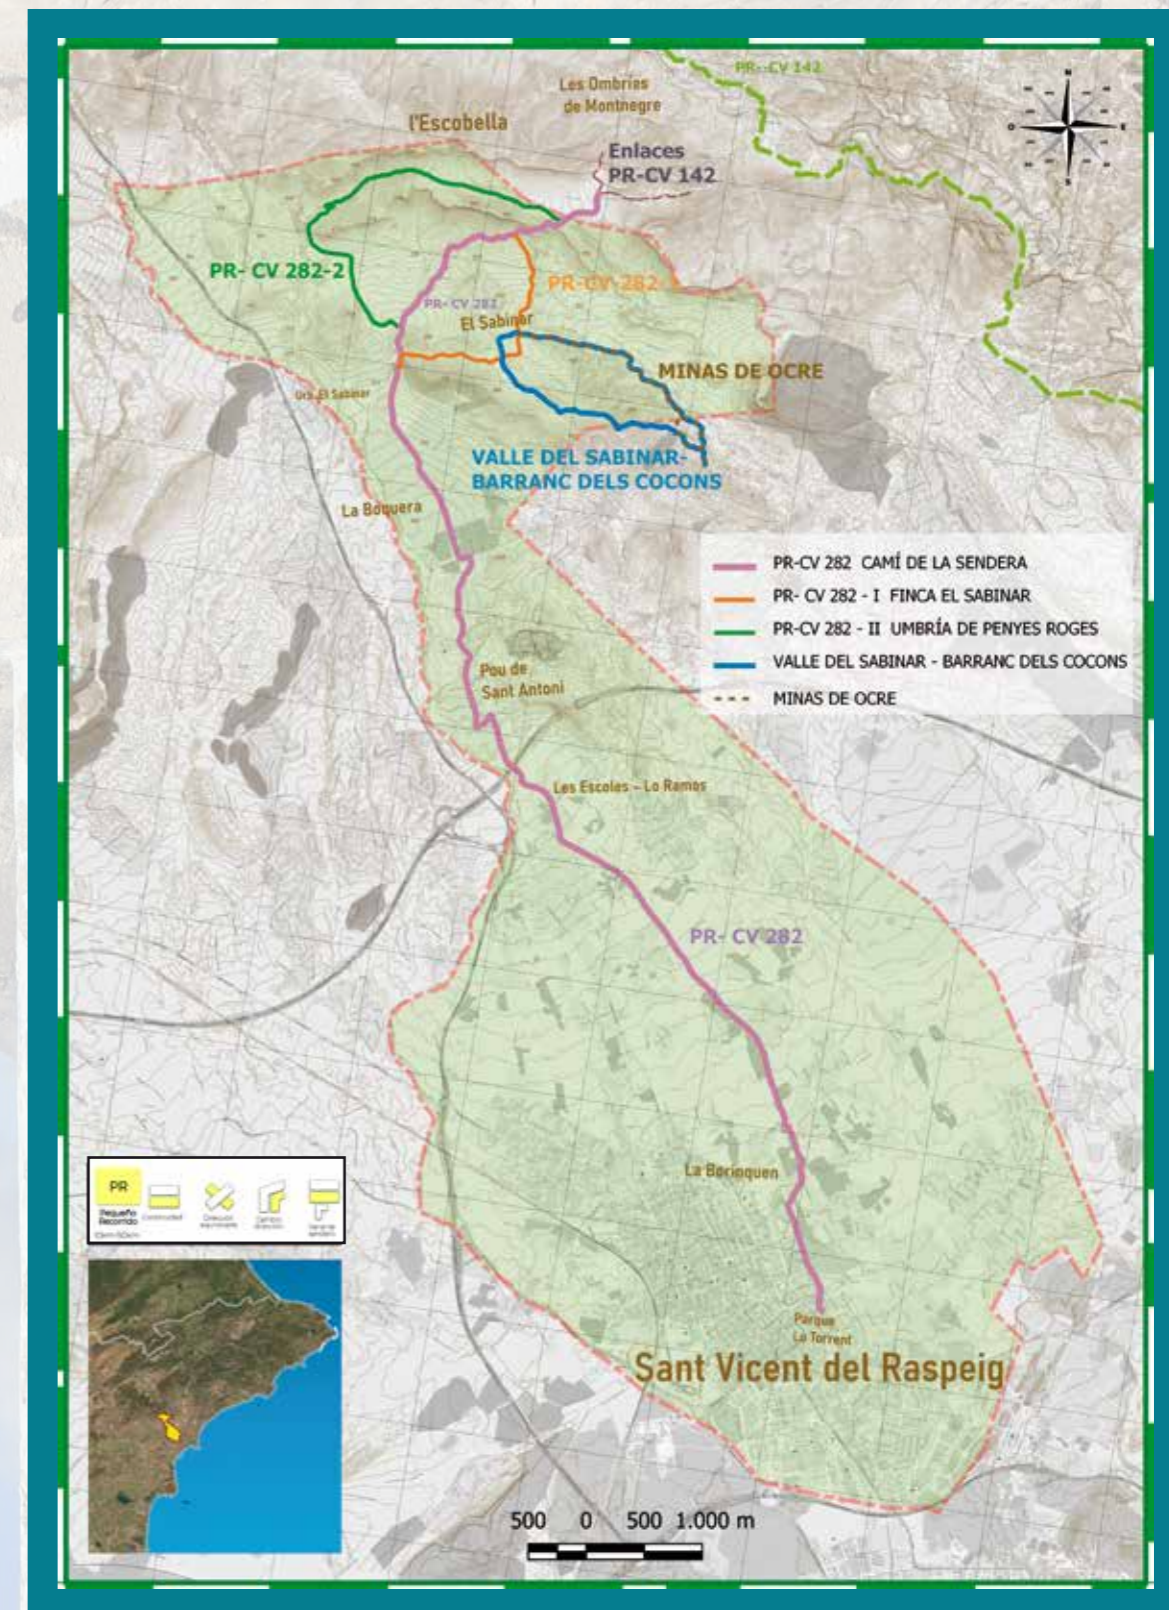 PR-CV 142
Les Ombries
de Montnegre
l'Escobella
N
O
E
S
Enlaces
PR-CV 142
PR- CV 282-2
PR-CV-282-
PR- CV 282
El Sabinar
MINAS DE OCRE
Urb. El Sabinar
VALLE DEL SABINAR-
BARRANC DELS COCONS
La Boquera
PR-CV 282 CAMÍ DE LA SENDERA
PR- CV 282 - I FINCA EL SABINAR
PR-CV 282 - II UMBRÍA DE PENYES ROGES
VALLE DEL SABINAR - BARRANC DELS COCONS
MINAS DE OCRE
Pou de
Sant Antoni
Les Escoles - Lo Ramos
PR- CV 282
La Borinquen
PR
Pequeño
Recorrido
Continuidad
Parque
Lo Torrent
Sant Vicent del Raspeig
500 0 500 1.000 m